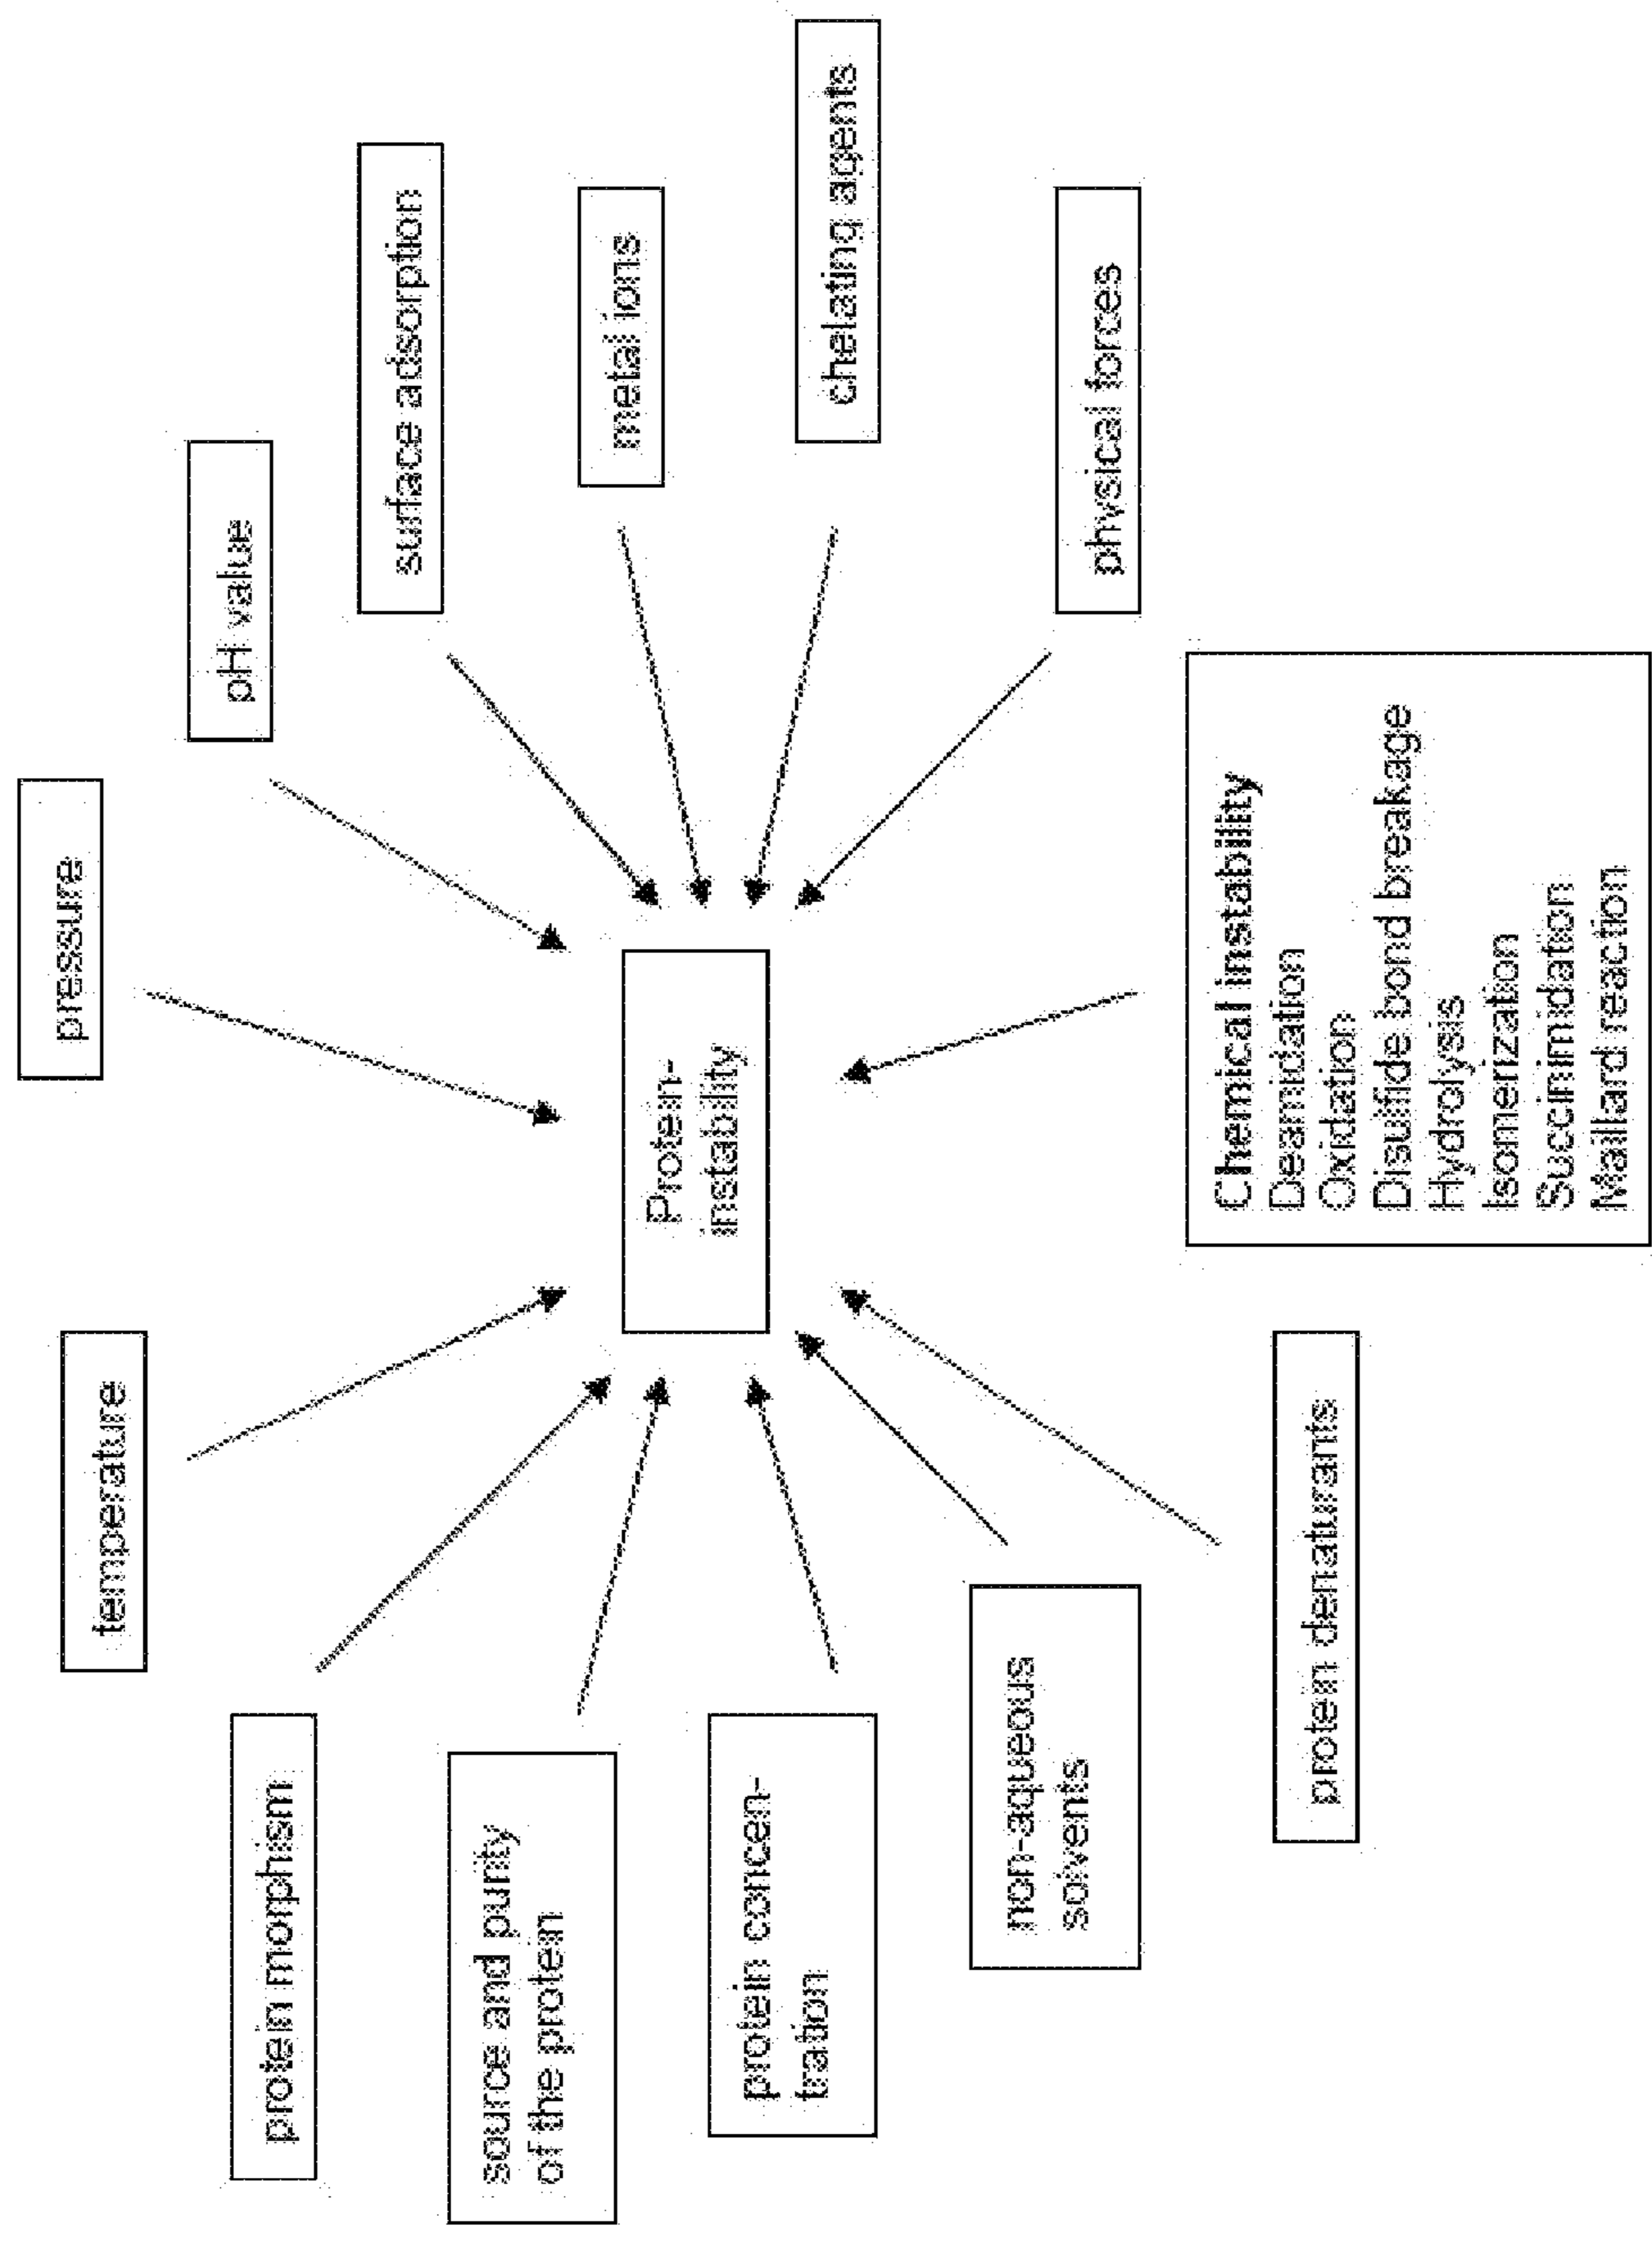 temperature
pressure
protein morphism
pH value
source and purity
of the protein
surface adsorption
protein concen-
tration
Protein-
instability
metal ions
chelating agents
non-aqueous
solvents
physical forces
protein denaturants
Chemical instability
Deamidation
Oxidation
Disulfide bond breakage
Hydrolysis
Isomerization
Succinimidation
Maillard reaction